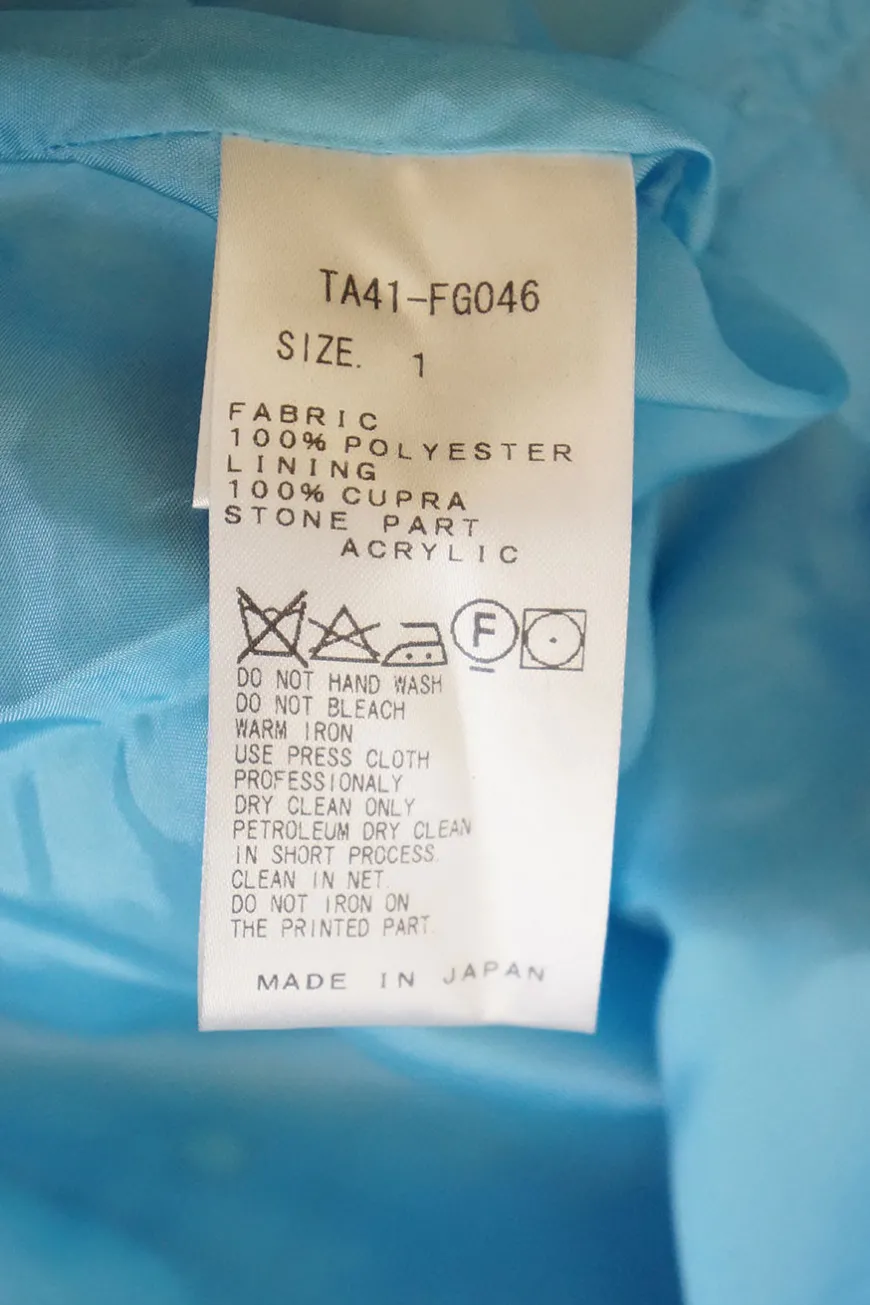 TA41-FG046
SIZE. 1
FABRIC
100% POLYESTER
LINING
100% CUPRA
STONE PART
ACRYLIC
F
DO NOT HAND WASH
DO NOT BLEACH
WARM IRON
USE PRESS CLOTH
PROFESSIONALY
DRY CLEAN ONLY
PETROLEUM DRY CLEAN
IN SHORT PROCESS.
CLEAN IN NET.
DO NOT IRON ON
THE PRINTED PART.
MADE IN JAPAN